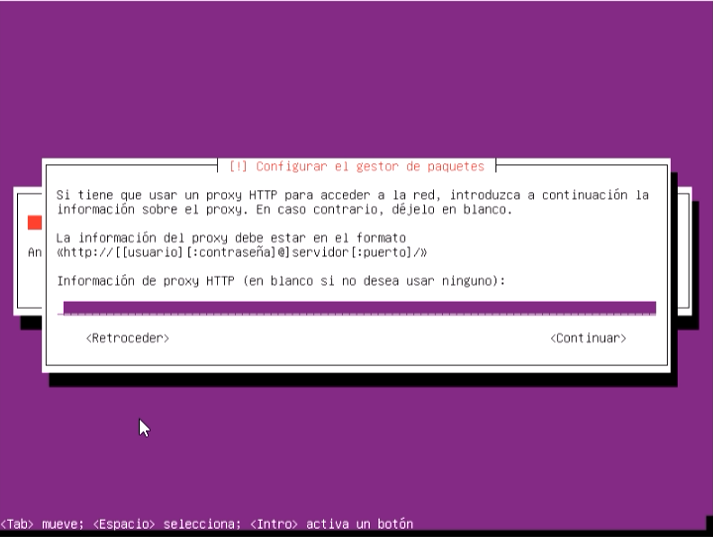 [!] Configurar el gestor de paquetes
Si tiene que usar un proxy HTTP para acceder a la red, introduzca a continuación la
información sobre el proxy. En caso contrario, déjelo en blanco.
La información del proxy debe estar en el formato
«http://[[usuario][:contraseña]@]servidor[:puerto]/»
An
Información de proxy HTTP (en blanco si no desea usar ninguno):
<Retroceder> <Continuar>
<Tab> mueve; <Espacio> selecciona; <Intro> activa un botón